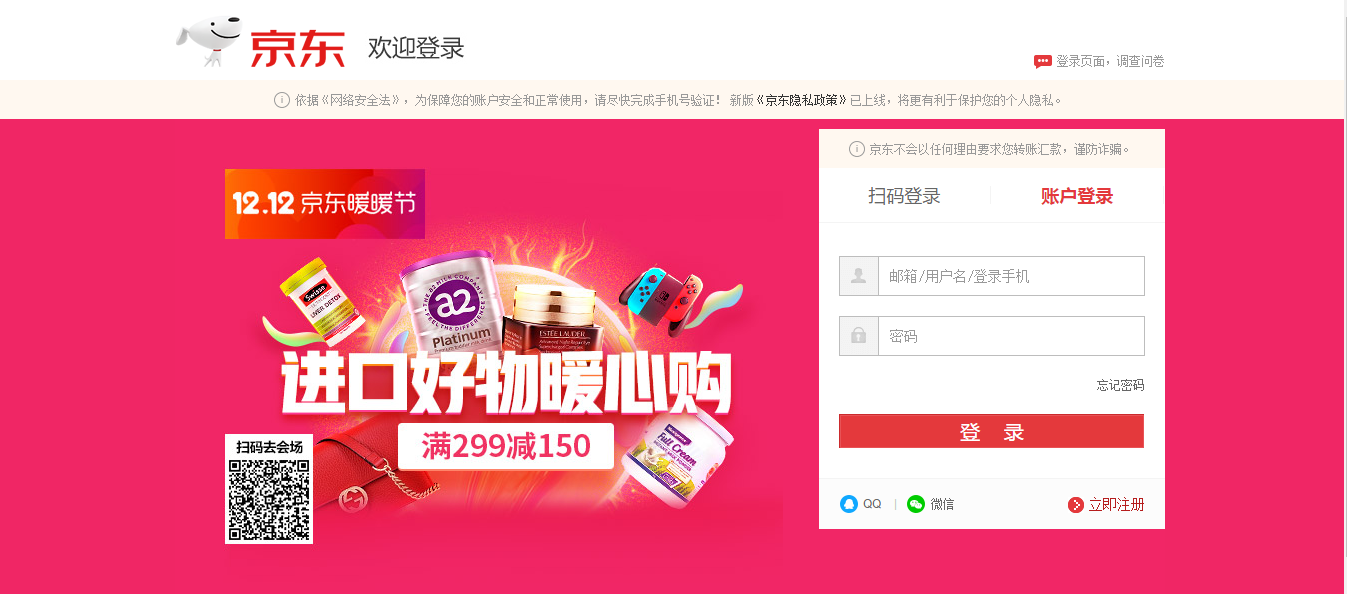 京东
欢迎登录
登录页面，调查问卷
依据《网络安全法》，为保障您的账户安全和正常使用，请尽快完成手机号验证！ 新版《京东隐私政策》已上线，将更有利于保护您的个人隐私。
京东不会以任何理由要求您转账汇款，谨防诈骗。
12.12 京东暖暖节
扫码登录
账户登录
Swisse
LIVER DETOX
THE A2 MILK COMPANY
a2
FEEL THE DIFFERENCE
Platinum
ESTĒE LAUDER
邮箱/用户名/登录手机
密码
忘记密码
进口好物暖心购
满299减150
Full Cream
登 录
扫码去会场
QQ
微信
立即注册